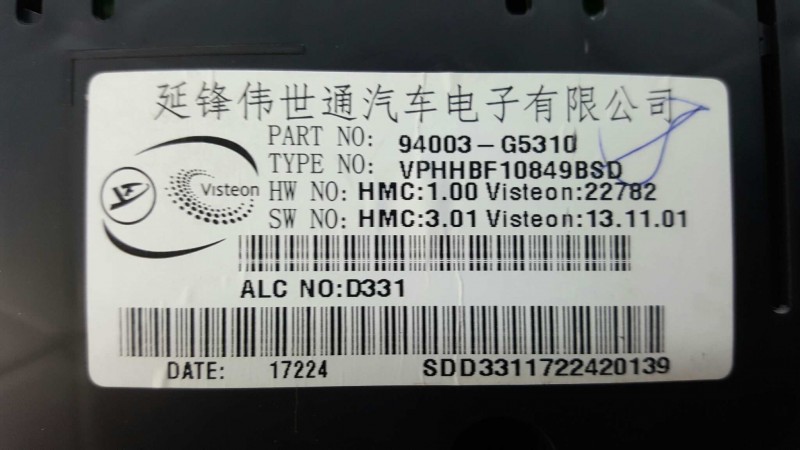 延锋伟世通汽车电子有限公司
PART NO: 94003-G5310
TYPE NO: VPHHBF10849BSD
Visteon
HW NO: HMC:1.00 Visteon:22782
SW NO: HMC:3.01 Visteon:13.11.01
ALC NO:D331
DATE: 17224 SDD3311722420139